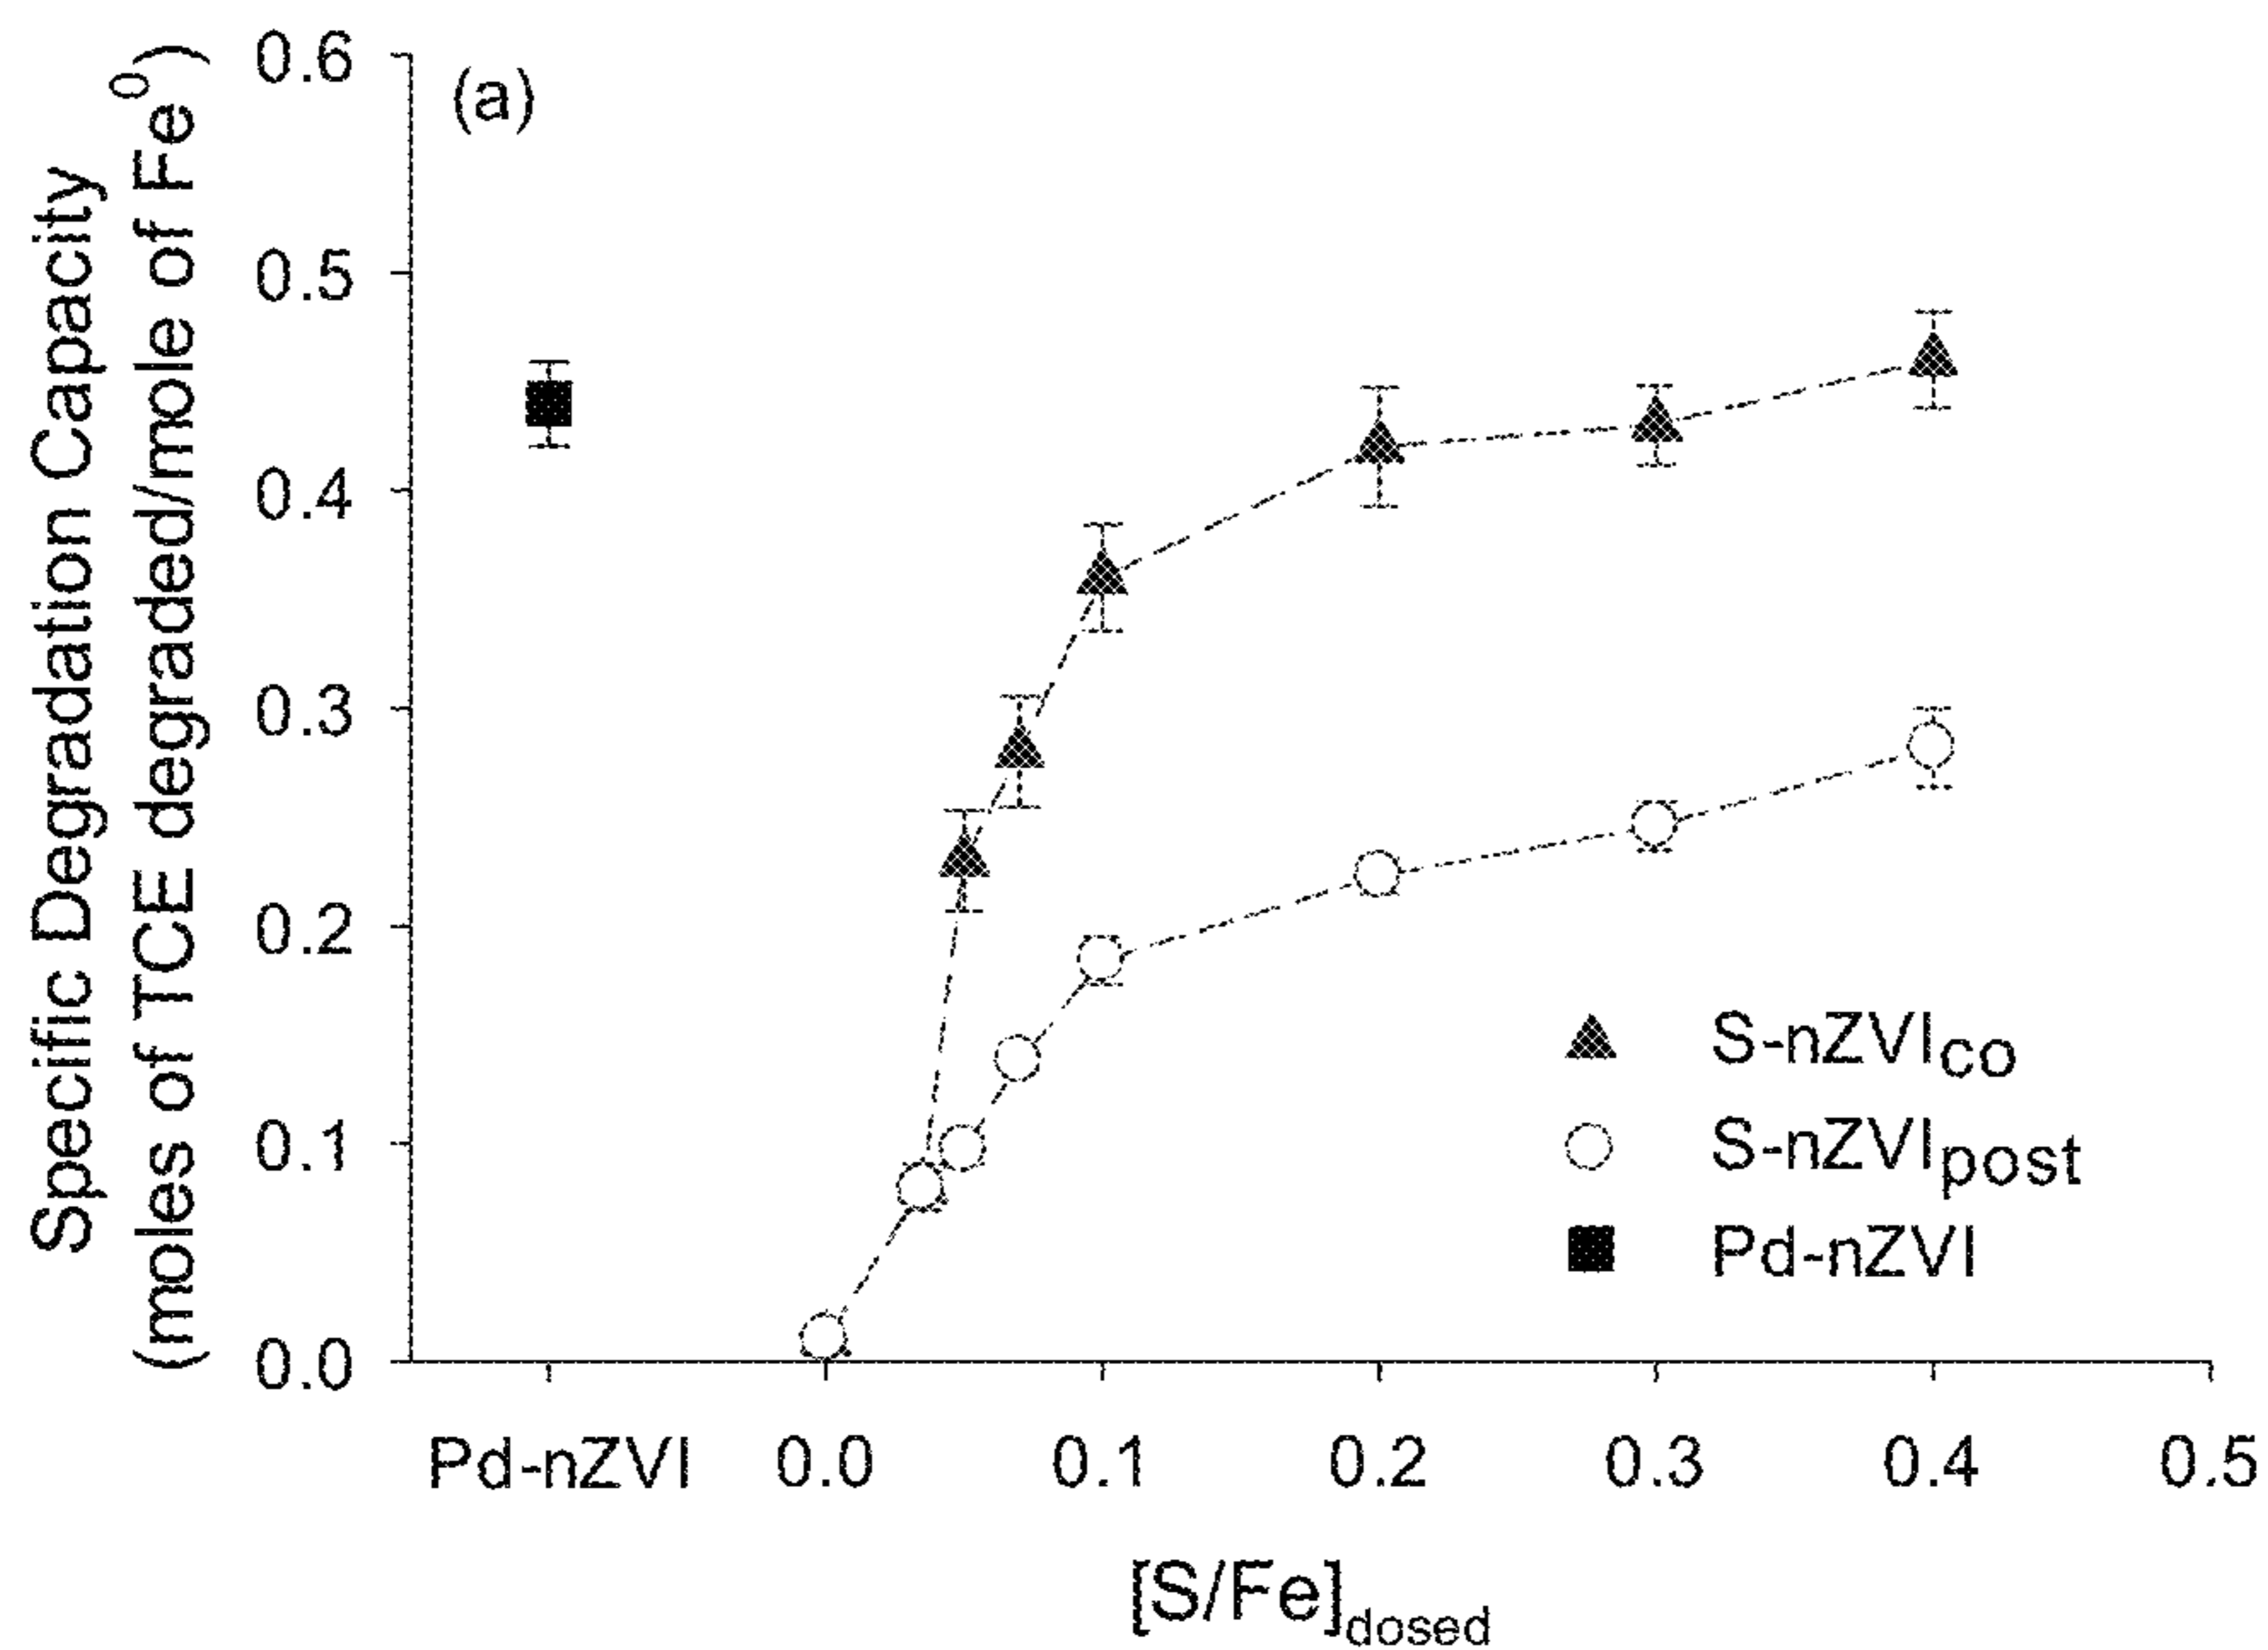 Specific Degradation Capacity
(moles of TCE degraded/mole of Fe⁰)
0.6
0.5
0.4
0.3
0.2
0.1
0.0
(a)
S-nZVIco
S-nZVIpost
Pd-nZVI
Pd-nZVI 0.0 0.1 0.2 0.3 0.4 0.5
[S/Fe]dosed